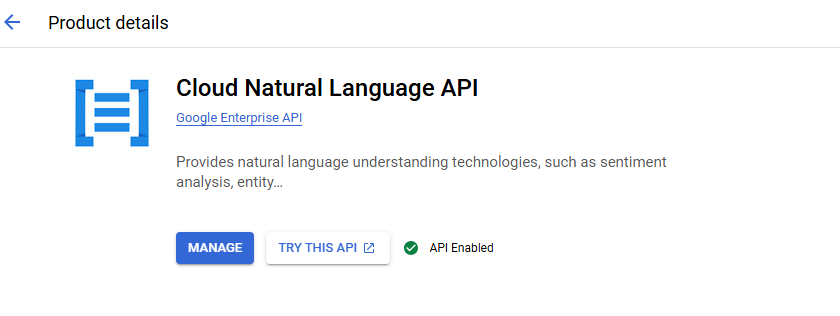 Product details
Cloud Natural Language API
Google Enterprise API
Provides natural language understanding technologies, such as sentiment
analysis, entity…
MANAGE
TRY THIS API
API Enabled